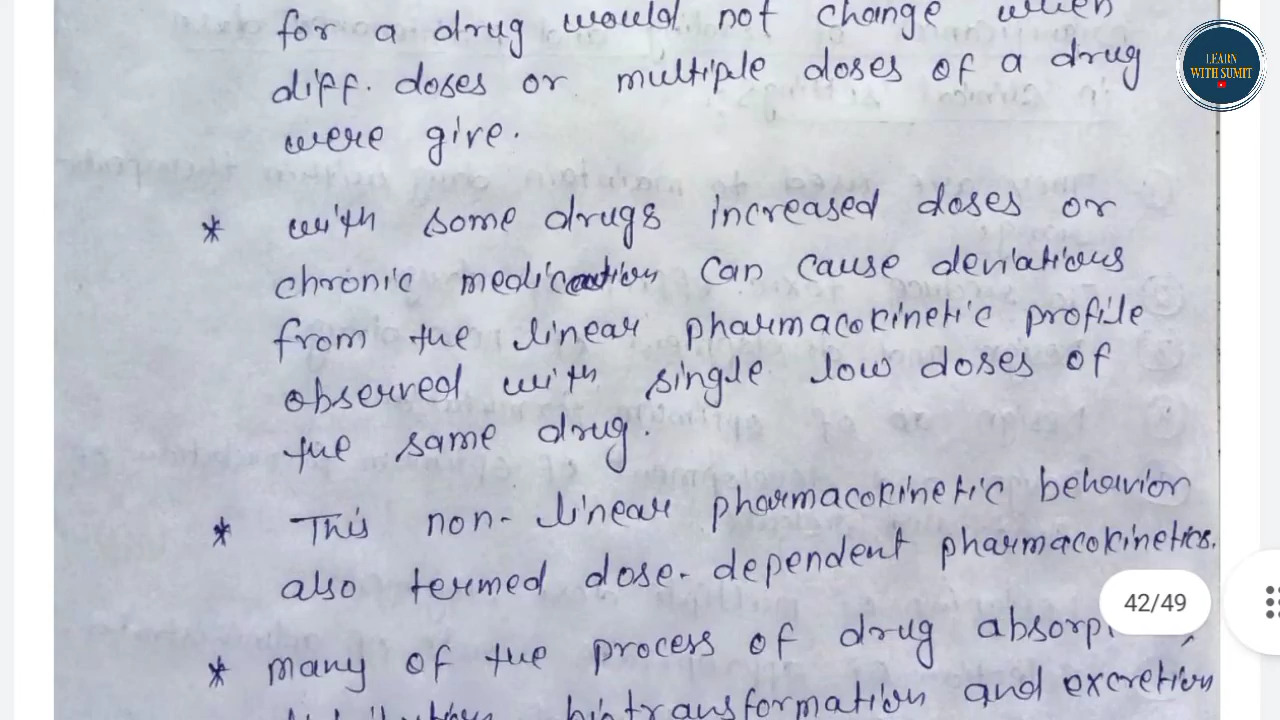 for a drug would not change when
diff. doses or multiple doses of a drug
were give.
* with some drugs increased doses or
chronic medication can cause deviations
from the linear pharmacokinetic profile
observed with single low doses of
the same drug.
* This non-linear pharmacokinetic behavior
also termed dose-dependent pharmacokinetics.
* many of the process of drug
biotransformation and excretion
LEARN
WITH SUMIT
42/49